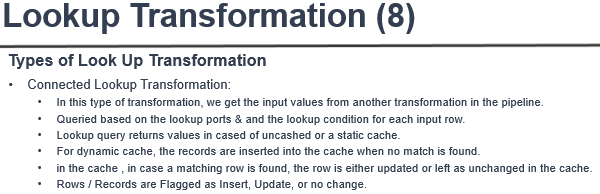 Lookup Transformation (8)
Types of Look Up Transformation
• Connected Lookup Transformation:
• In this type of transformation, we get the input values from another transformation in the pipeline.
• Queried based on the lookup ports & and the lookup condition for each input row.
• Lookup query returns values in cased of uncashed or a static cache.
• For dynamic cache, the records are inserted into the cache when no match is found.
• in the cache , in case a matching row is found, the row is either updated or left as unchanged in the cache.
• Rows / Records are Flagged as Insert, Update, or no change.